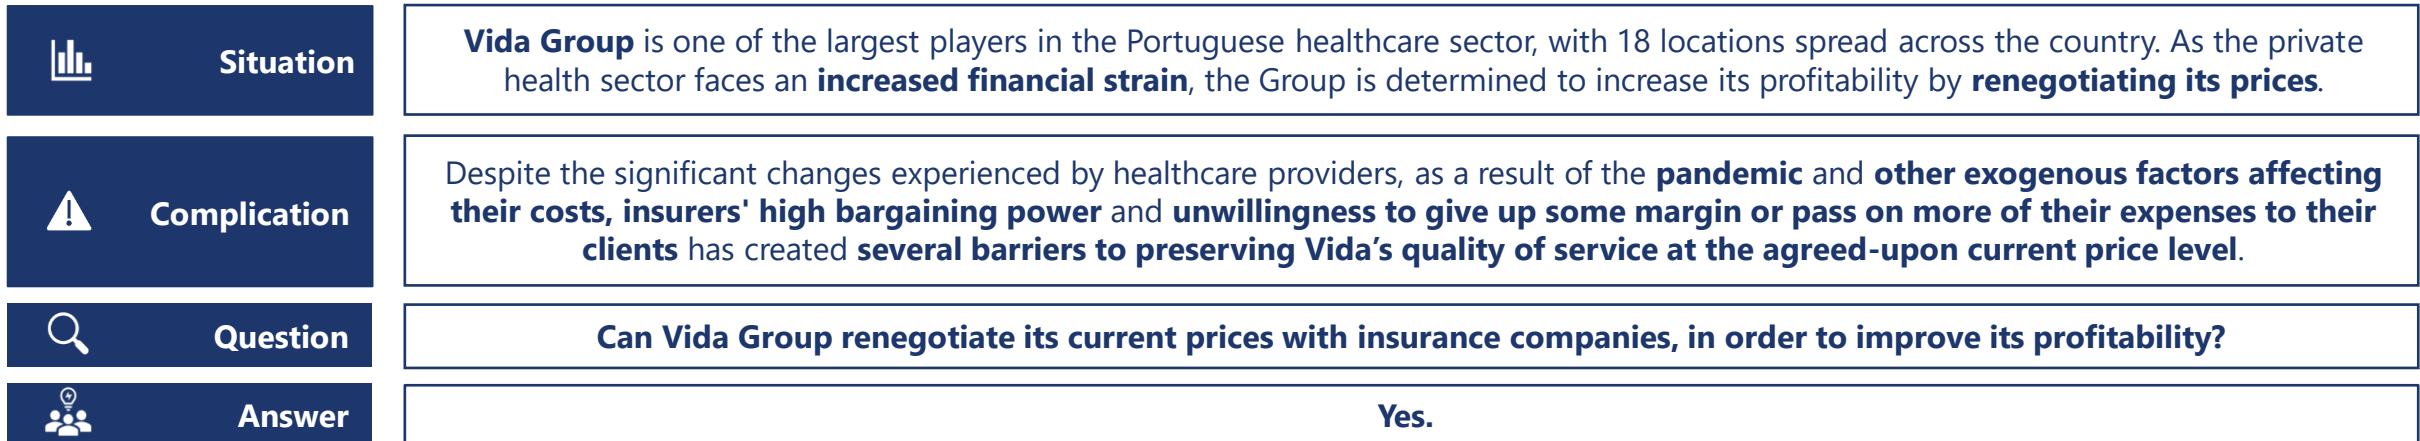 Situation
Vida Group is one of the largest players in the Portuguese healthcare sector, with 18 locations spread across the country. As the private
health sector faces an increased financial strain, the Group is determined to increase its profitability by renegotiating its prices.
Complication
Despite the significant changes experienced by healthcare providers, as a result of the pandemic and other exogenous factors affecting
their costs, insurers' high bargaining power and unwillingness to give up some margin or pass on more of their expenses to their
clients has created several barriers to preserving Vida’s quality of service at the agreed-upon current price level.
Question
Can Vida Group renegotiate its current prices with insurance companies, in order to improve its profitability?
Answer
Yes.